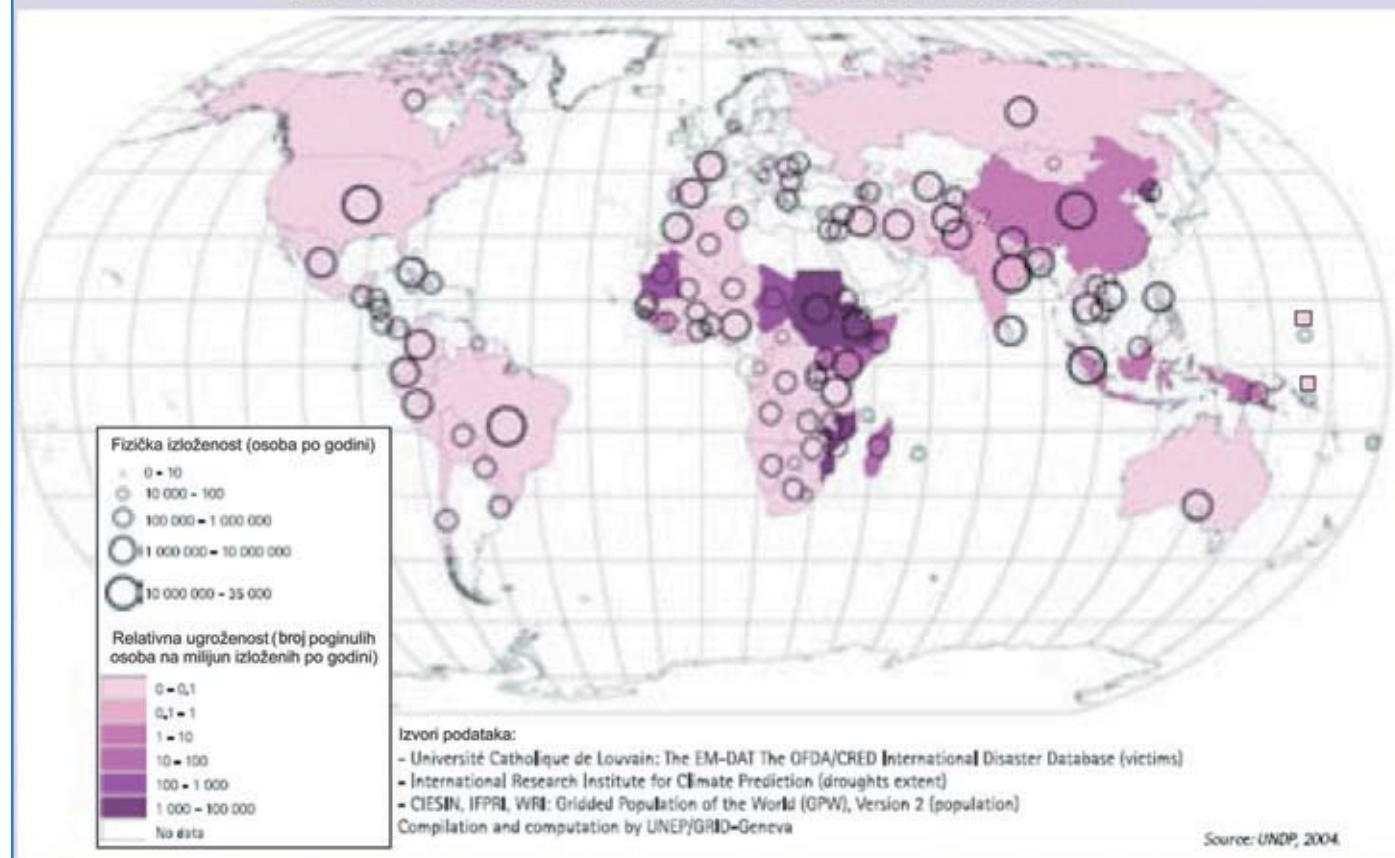 Fizička izloženost (osoba po godini)
0 – 10
10 000 – 100
100 000 – 1 000 000
1 000 000 – 10 000 000
10 000 000 – 35 000
Relativna ugroženost (broj poginulih
osoba na milijun izloženih po godini)
0 – 0,1
0,1 – 1
1 – 10
10 – 100
100 – 1 000
1 000 – 100 000
No data
Izvori podataka:
– Université Catholique de Louvain: The EM-DAT The OFDA/CRED International Disaster Database (victims)
– International Research Institute for Climate Prediction (droughts extent)
– CIESIN, IFPRI, WRI: Gridded Population of the World (GPW), Version 2 (population)
Compilation and computation by UNEP/GRID-Geneva
Source: UNDP, 2004.